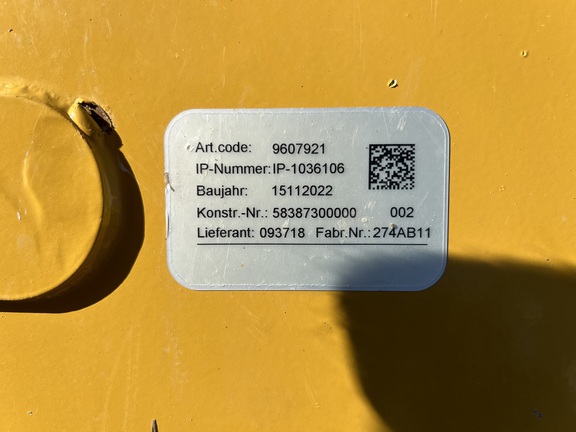 Art.code: 9607921
IP-Nummer: IP-1036106
Baujahr: 15112022
Konstr.-Nr.: 58387300000 002
Lieferant: 093718 Fabr.Nr.: 274AB11